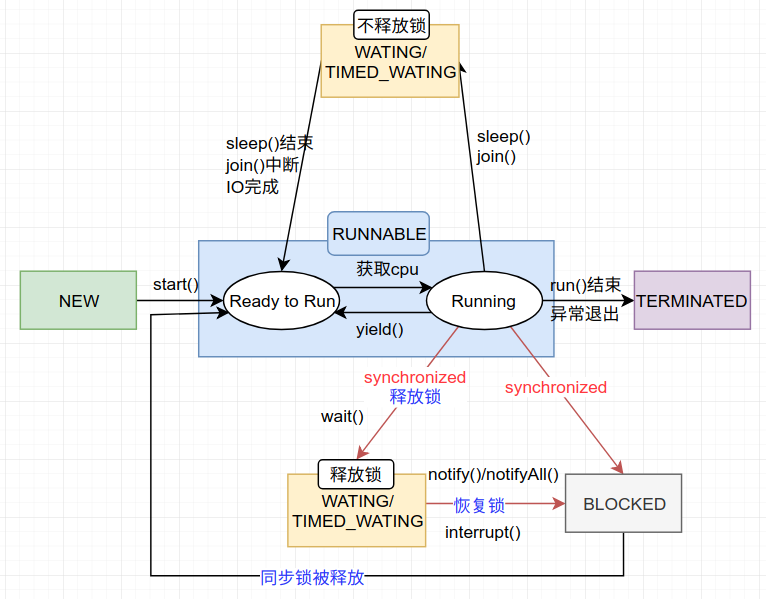 不释放锁
WATING/
TIMED_WATING
sleep()结束
join()中断
IO完成
sleep()
join()
RUNNABLE
获取cpu
start()
NEW
Ready to Run
Running
run()结束
异常退出
TERMINATED
yield()
synchronized
释放锁
synchronized
wait()
释放锁
WATING/
TIMED_WATING
notify()/notifyAll()
恢复锁
interrupt()
BLOCKED
同步锁被释放